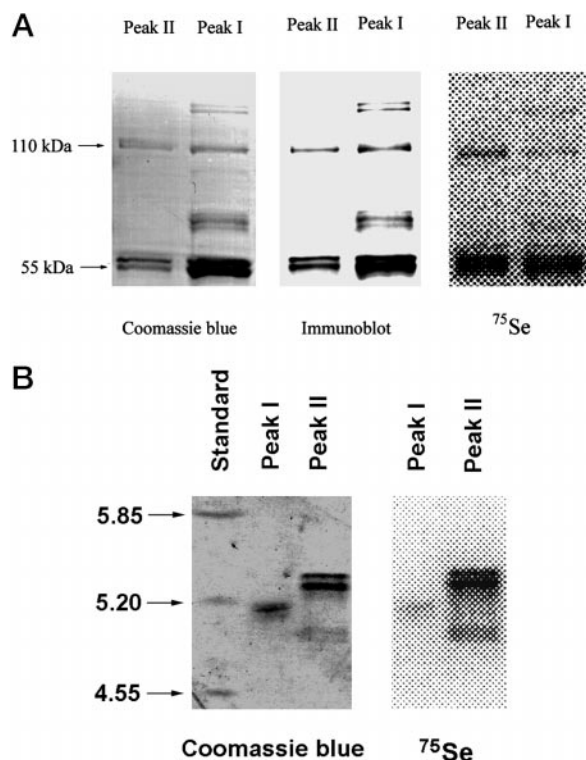 A
Peak II Peak I Peak II Peak I Peak II Peak I
110 kDa
55 kDa
Coomassie blue Immunoblot ⁷⁵Se
B
Standard Peak I Peak II Peak I Peak II
5.85
5.20
4.55
Coomassie blue ⁷⁵Se